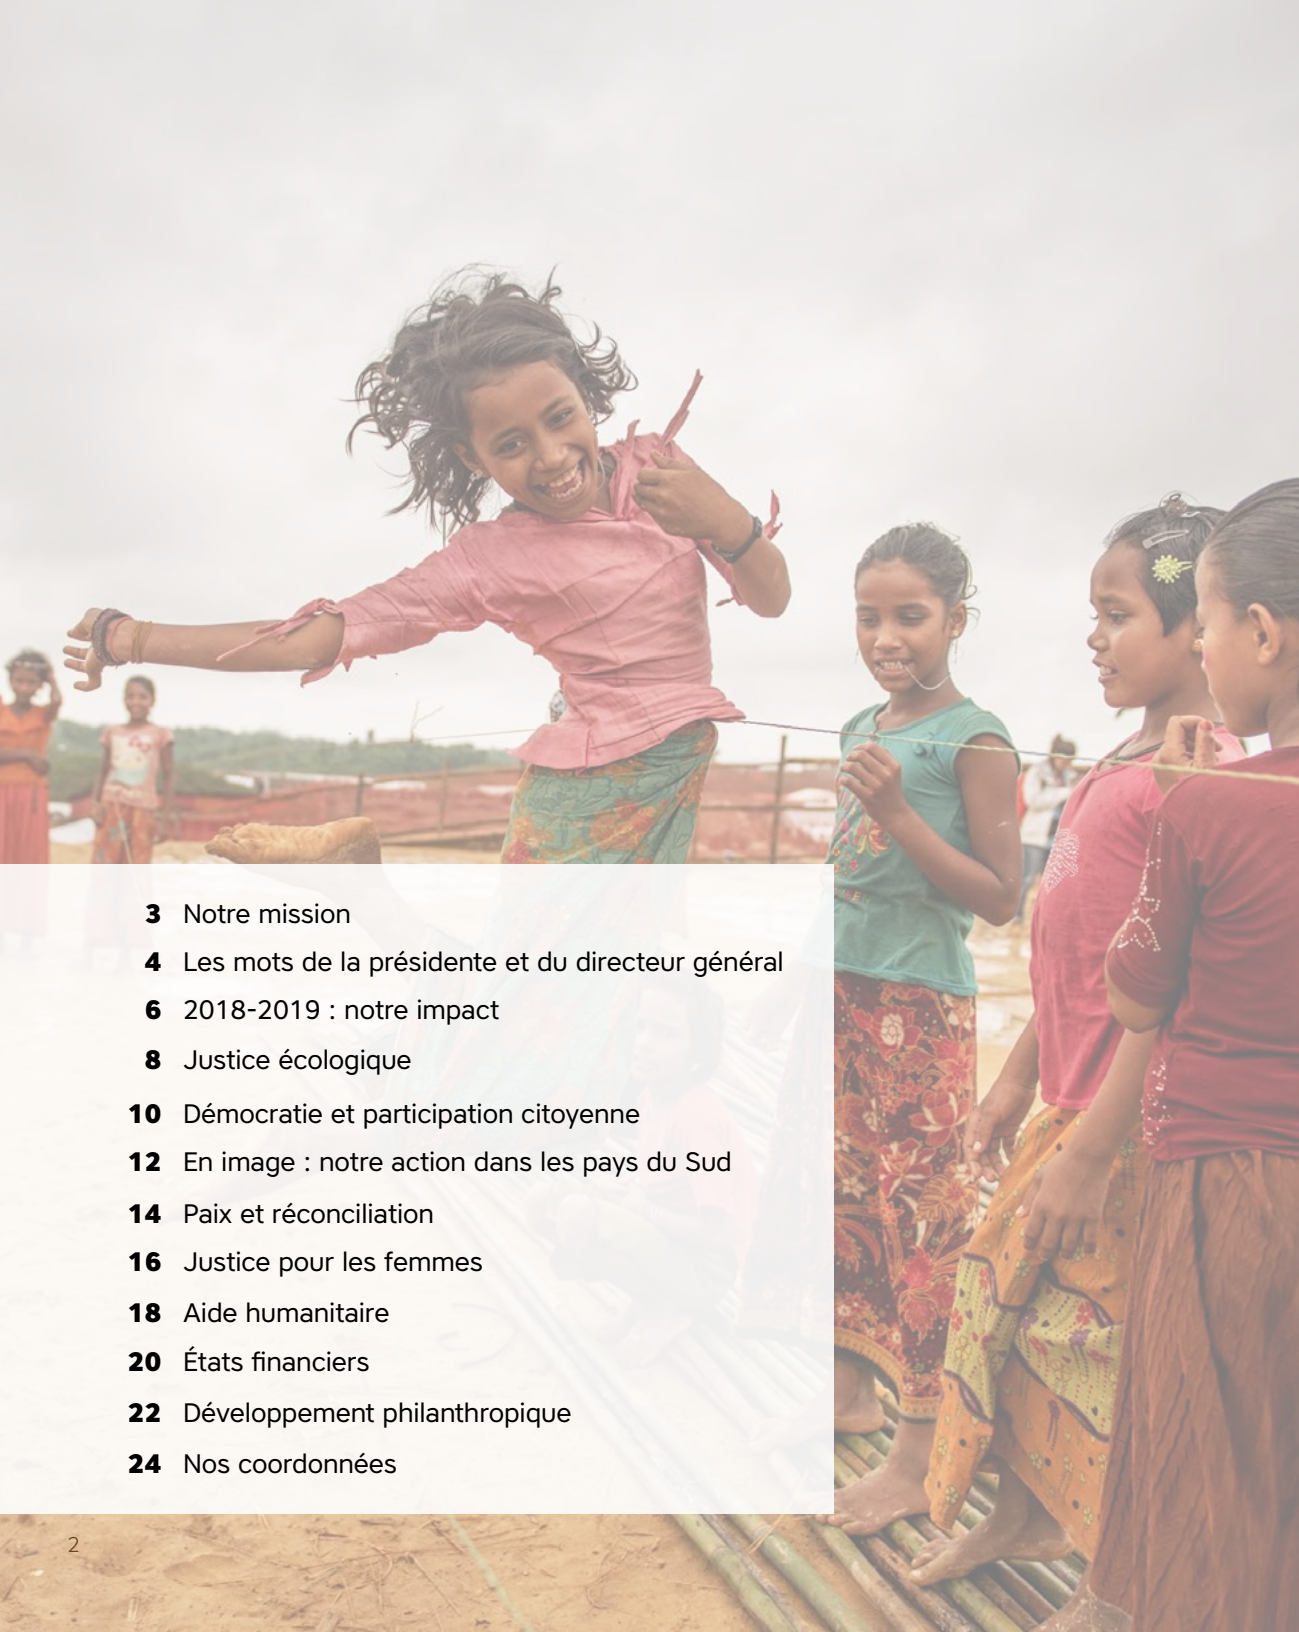 3 Notre mission
4 Les mots de la présidente et du directeur général
6 2018-2019 : notre impact
8 Justice écologique
10 Démocratie et participation citoyenne
12 En image : notre action dans les pays du Sud
14 Paix et réconciliation
16 Justice pour les femmes
18 Aide humanitaire
20 États financiers
22 Développement philanthropique
24 Nos coordonnées
2